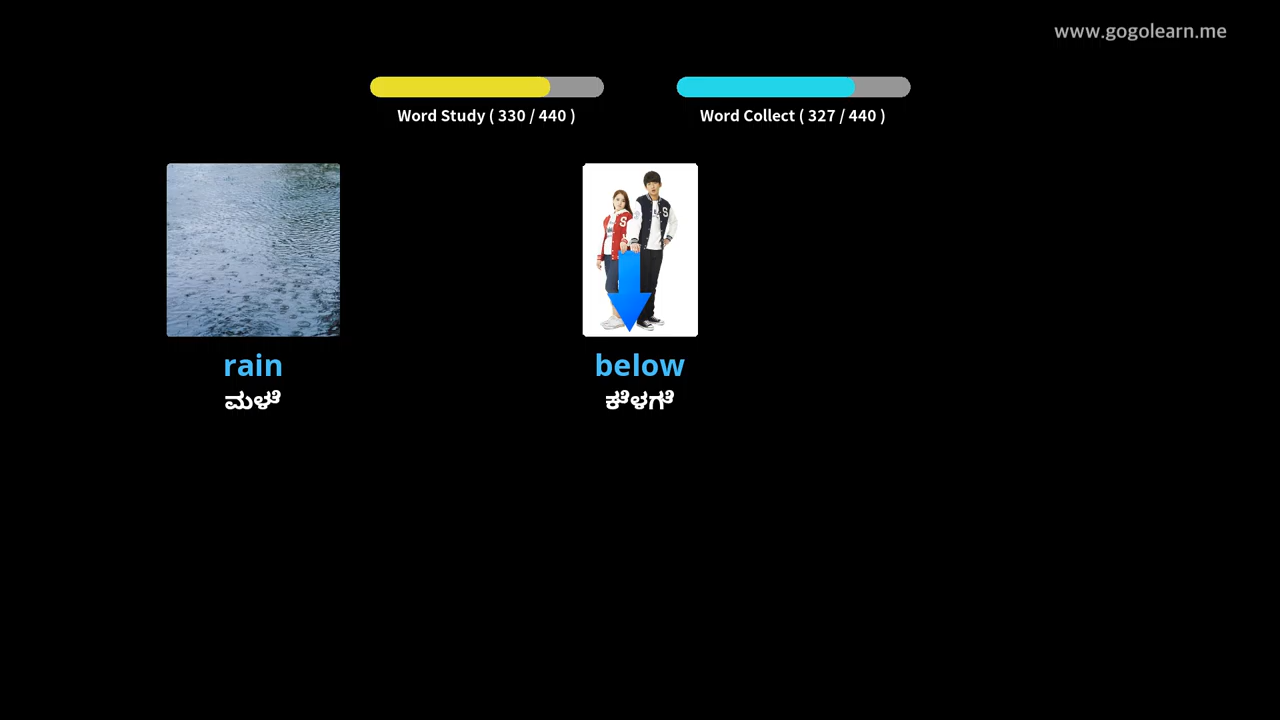 www.gogolearn.me
Word Study ( 330 / 440 )
Word Collect ( 327 / 440 )
rain
ಮಳೆ
below
ಕೆಳಗೆ